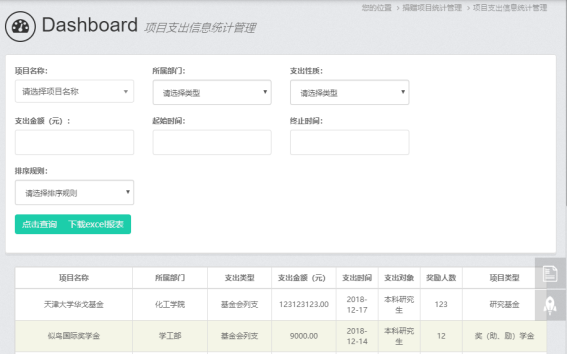 您的位置 > 捐赠项目统计管理 > 项目支出信息统计管理
Dashboard 项目支出信息统计管理
项目名称: 所属部门: 支出性质:
请选择项目名称 请选择类型 请选择类型
支出金额（元）: 起始时间: 终止时间:
排序规则:
请选择排序规则
点击查询 下载excel报表
项目名称 所属部门 支出类型 支出金额（元） 支出时间 支出对象 奖励人数 项目类型
天津大学华戈基金 化工学院 基金会列支 123123123.00 2018-12-17 本科研究生 123 研究基金
似鸟国际奖学金 学工部 基金会列支 9000.00 2018-12-14 本科研究生 12 奖（助、励）学金